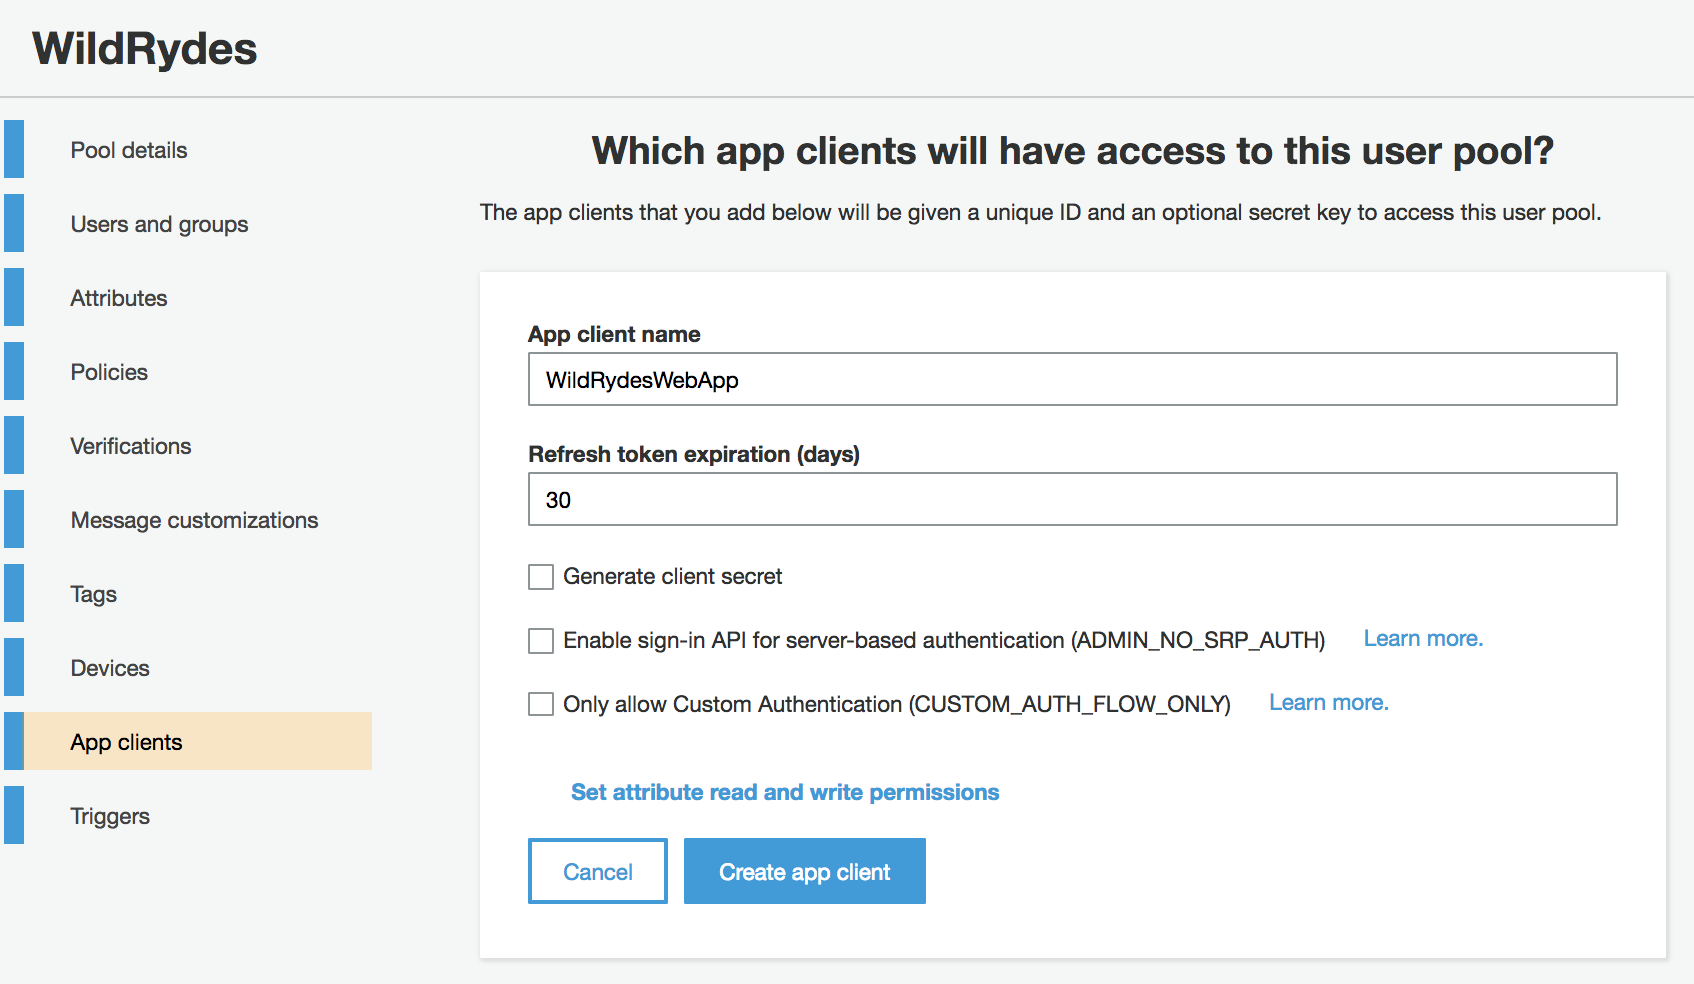 WildRydes
Pool details
Users and groups
Attributes
Policies
Verifications
Message customizations
Tags
Devices
App clients
Triggers
Which app clients will have access to this user pool?
The app clients that you add below will be given a unique ID and an optional secret key to access this user pool.
App client name
WildRydesWebApp
Refresh token expiration (days)
30
Generate client secret
Enable sign-in API for server-based authentication (ADMIN_NO_SRP_AUTH) Learn more.
Only allow Custom Authentication (CUSTOM_AUTH_FLOW_ONLY) Learn more.
Set attribute read and write permissions
Cancel Create app client